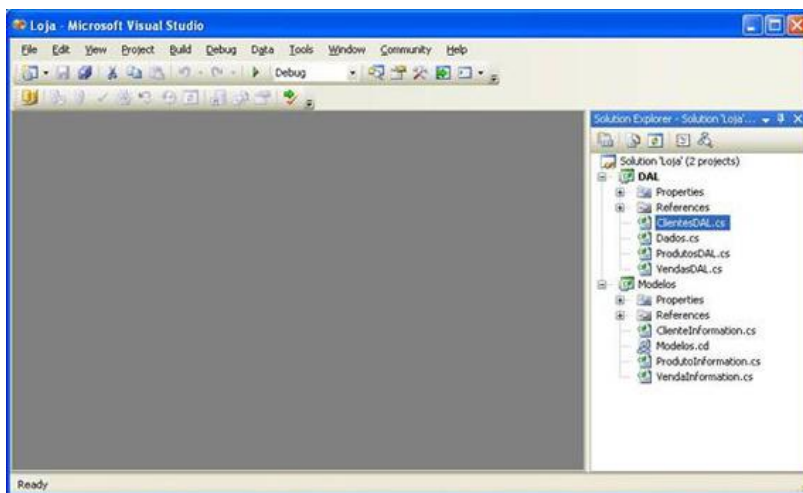 Loja - Microsoft Visual Studio
File Edit View Project Build Debug Data Tools Window Community Help
Debug
Solution Explorer - Solution 'Loja'...
Solution 'Loja' (2 projects)
DAL
Properties
References
ClientesDAL.cs
Dados.cs
ProdutosDAL.cs
VendasDAL.cs
Modelos
Properties
References
ClienteInformation.cs
Modelos.cd
ProdutoInformation.cs
VendaInformation.cs
Ready